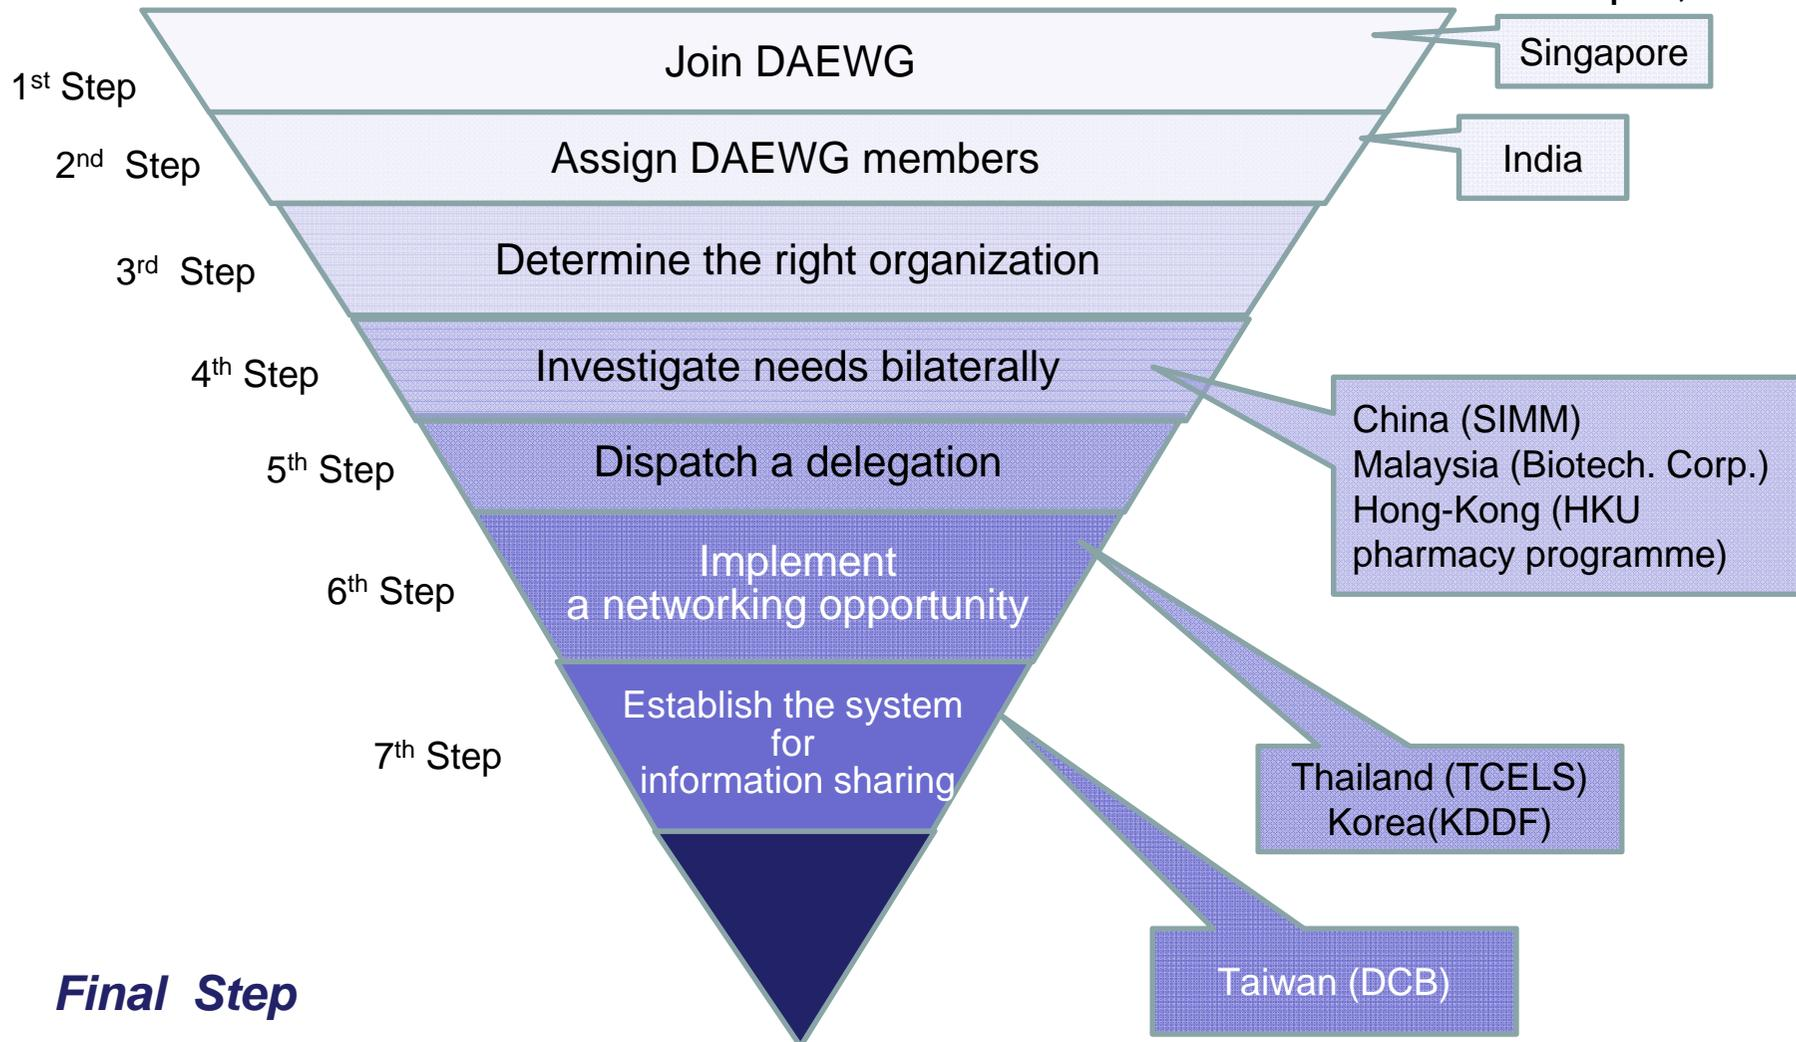 Join DAEWG
Singapore
1st Step
Assign DAEWG members
India
2nd Step
Determine the right organization
3rd Step
Investigate needs bilaterally
4th Step
China (SIMM)
Malaysia (Biotech. Corp.)
Hong-Kong (HKU
pharmacy programme)
Dispatch a delegation
5th Step
Implement
a networking opportunity
6th Step
Establish the system
for
information sharing
7th Step
Thailand (TCELS)
Korea(KDDF)
Taiwan (DCB)
Final Step